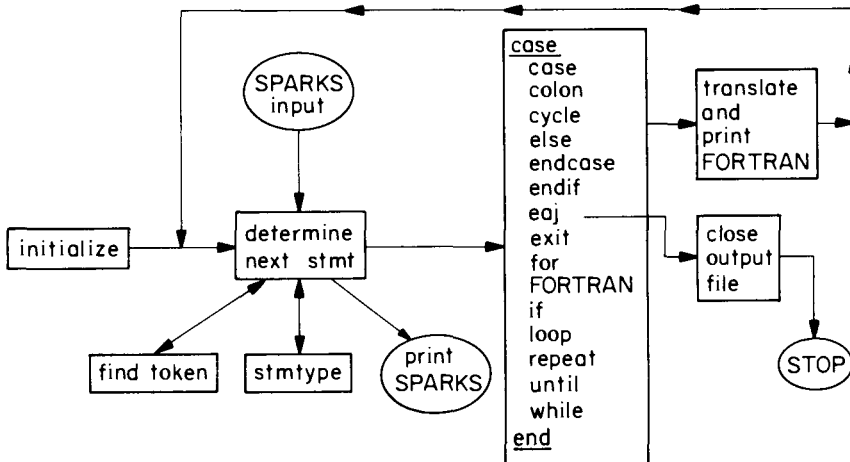 SPARKS
input
initialize
determine
next stmt
find token
stmtype
print
SPARKS
case
case
colon
cycle
else
endcase
endif
eaj
exit
for
FORTRAN
if
loop
repeat
until
while
end
translate
and
print
FORTRAN
close
output
file
STOP